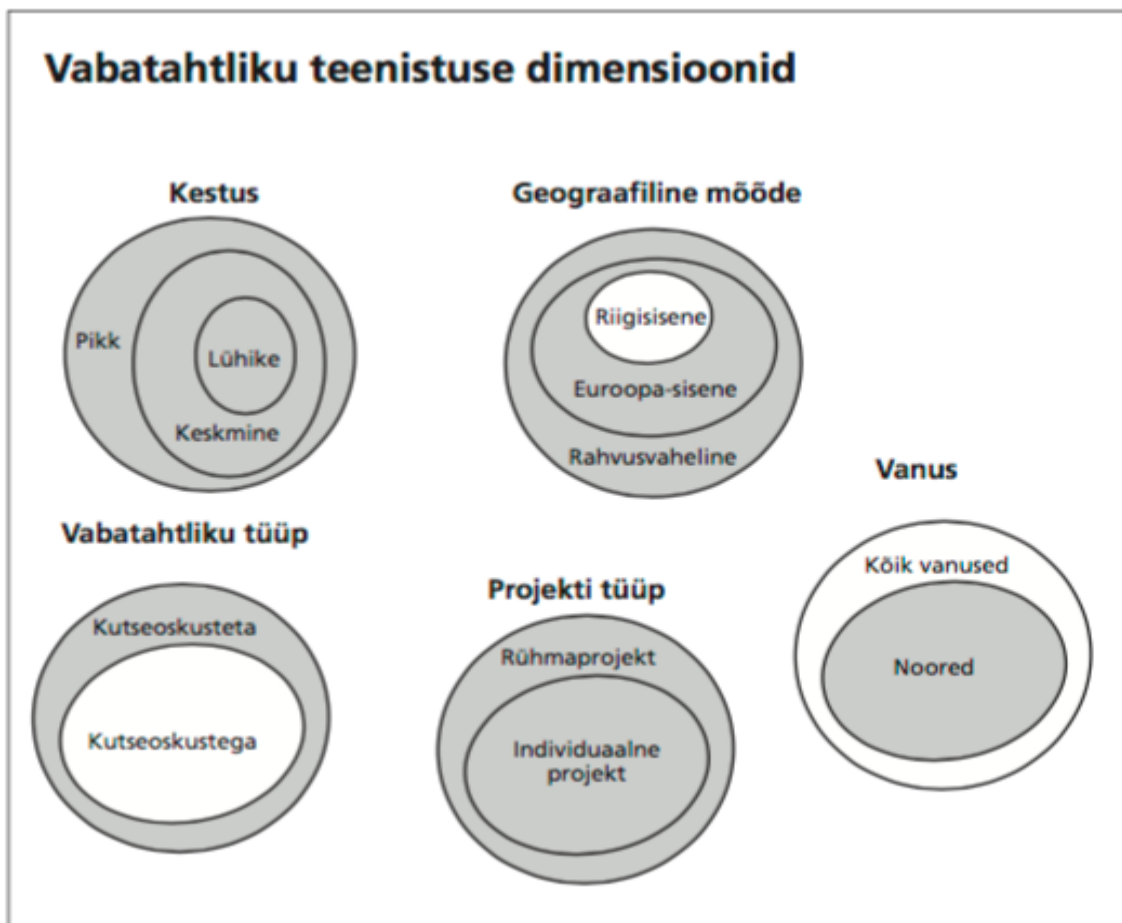 Vabatahtliku teenistuse dimensioonid
Kestus
Pikk
Lühike
Keskmine
Geograafiline mõõde
Riigisisene
Euroopa-sisene
Rahvusvaheline
Vabatahtliku tüüp
Kutseoskusteta
Kutseoskustega
Projekti tüüp
Rühmaprojekt
Individuaalne
projekt
Vanus
Kõik vanused
Noored